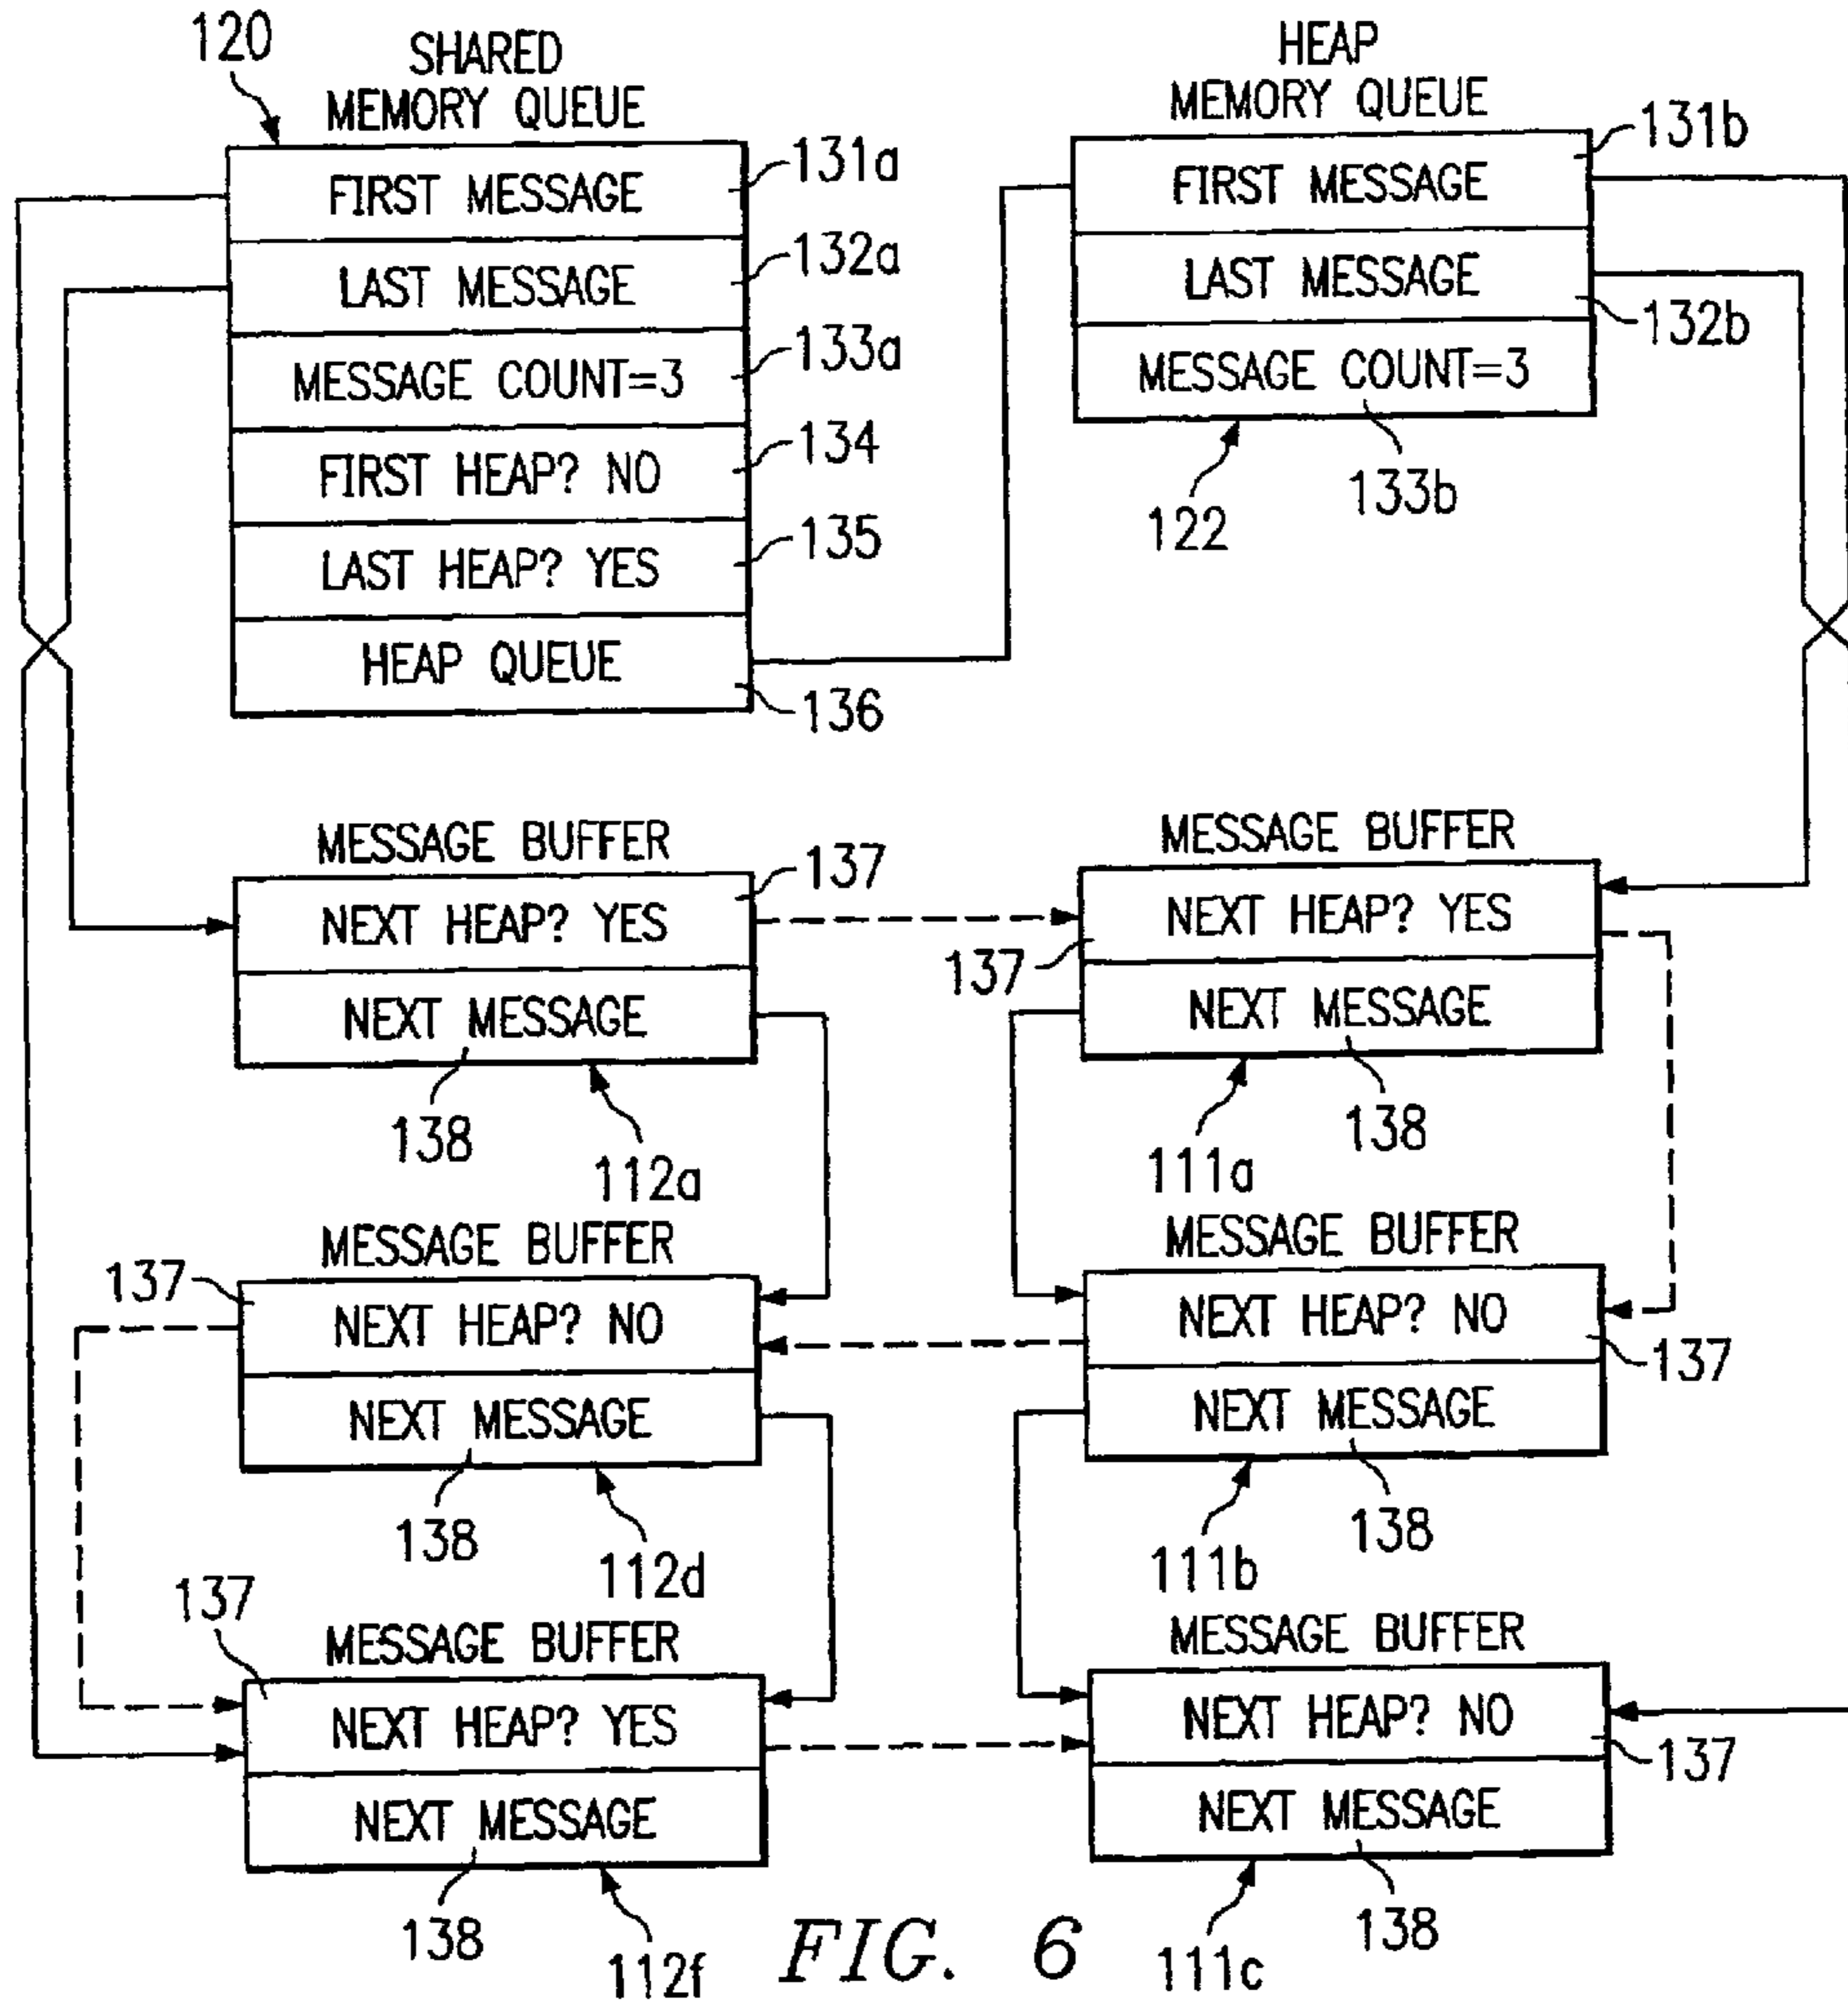 120
SHARED
MEMORY QUEUE
FIRST MESSAGE
131a
LAST MESSAGE
132a
MESSAGE COUNT=3
133a
FIRST HEAP? NO
134
LAST HEAP? YES
135
HEAP QUEUE
136
HEAP
MEMORY QUEUE
FIRST MESSAGE
131b
LAST MESSAGE
132b
MESSAGE COUNT=3
133b
122
MESSAGE BUFFER
137
NEXT HEAP? YES
NEXT MESSAGE
138
112a
MESSAGE BUFFER
NEXT HEAP? YES
137
NEXT MESSAGE
138
111a
MESSAGE BUFFER
137
NEXT HEAP? NO
NEXT MESSAGE
138
112d
MESSAGE BUFFER
NEXT HEAP? NO
137
NEXT MESSAGE
138
111b
137
MESSAGE BUFFER
NEXT HEAP? YES
NEXT MESSAGE
138
112f
MESSAGE BUFFER
NEXT HEAP? NO
137
NEXT MESSAGE
138
111c
FIG. 6